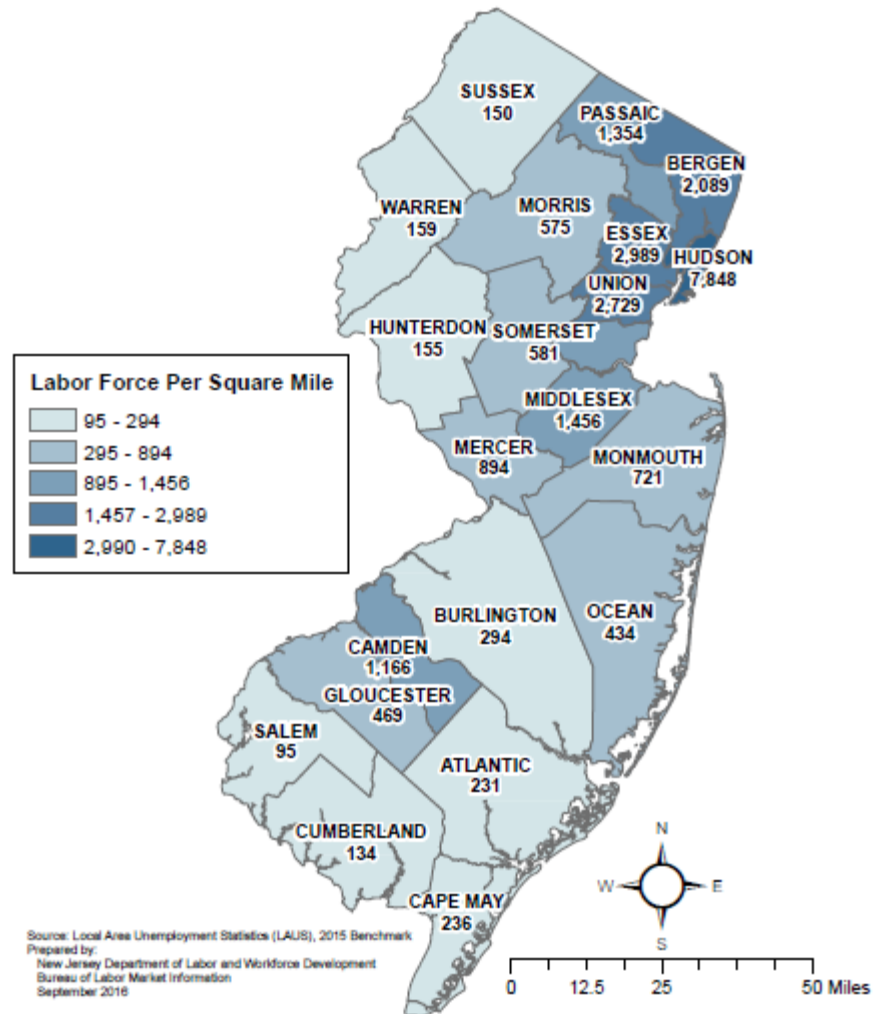 SUSSEX
150
PASSAIC
1,354
BERGEN
2,089
WARREN
159
MORRIS
575
ESSEX
2,989
HUDSON
7,848
UNION
2,729
HUNTERDON
155
SOMERSET
581
Labor Force Per Square Mile
95 - 294
295 - 894
895 - 1,456
1,457 - 2,989
2,990 - 7,848
MIDDLESEX
1,456
MERCER
894
MONMOUTH
721
BURLINGTON
294
OCEAN
434
CAMDEN
1,166
GLOUCESTER
469
SALEM
95
ATLANTIC
231
CUMBERLAND
134
CAPE MAY
236
N
W
E
S
Source: Local Area Unemployment Statistics (LAUS), 2015 Benchmark
Prepared by:
New Jersey Department of Labor and Workforce Development
Bureau of Labor Market Information
September 2016
0 12.5 25 50 Miles